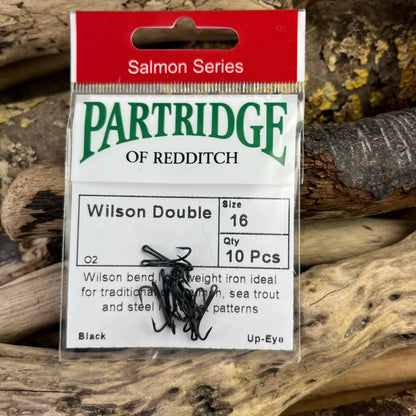 Salmon Series
PARTRIDGE
OF REDDITCH
Wilson Double
Size
16
Qty
10 Pcs
O2
Wilson bend, weight iron ideal
for traditional sea trout
and steel patterns
Black
Up-Eye